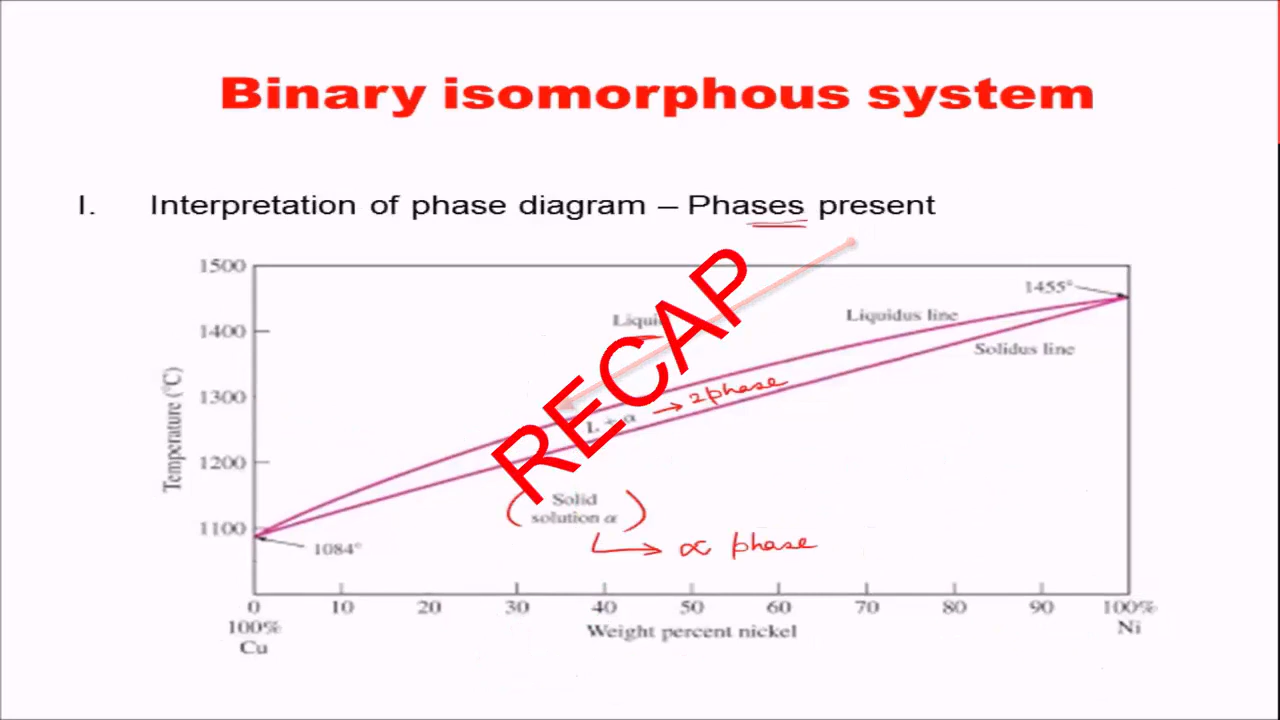 Binary isomorphous system
I. Interpretation of phase diagram – Phases present
1500
1400
1300
1200
1100
Temperature (°C)
1455°
Liquidus line
Solidus line
RECAP
L + α
→ 2 phase
Solid
solution α
α phase
1084°
0 10 20 30 40 50 60 70 80 90 100%
100%
Cu
Weight percent nickel
Ni